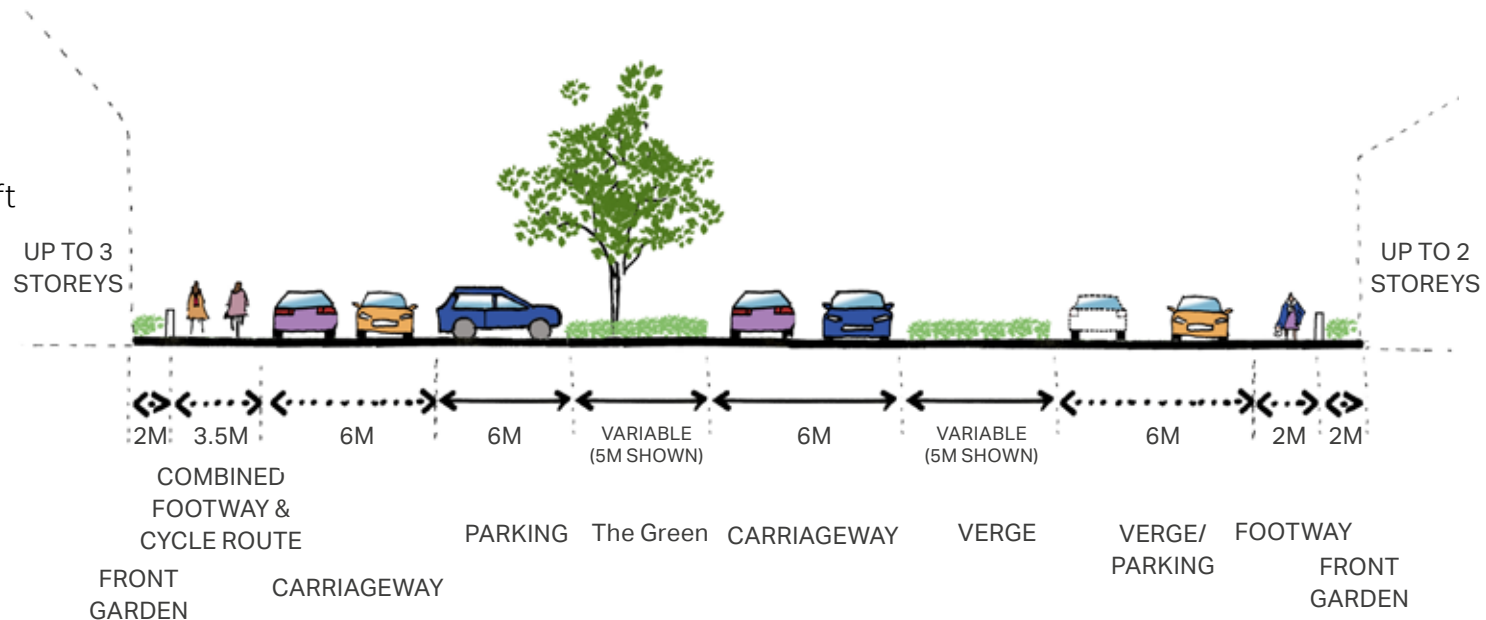 ft
UP TO 3
STOREYS
UP TO 2
STOREYS
2M 3.5M 6M 6M VARIABLE 6M VARIABLE 6M 2M 2M
(5M SHOWN) (5M SHOWN)
COMBINED
FOOTWAY &
CYCLE ROUTE
PARKING The Green CARRIAGEWAY VERGE VERGE/ FOOTWAY
PARKING
FRONT
GARDEN
CARRIAGEWAY
FRONT
GARDEN